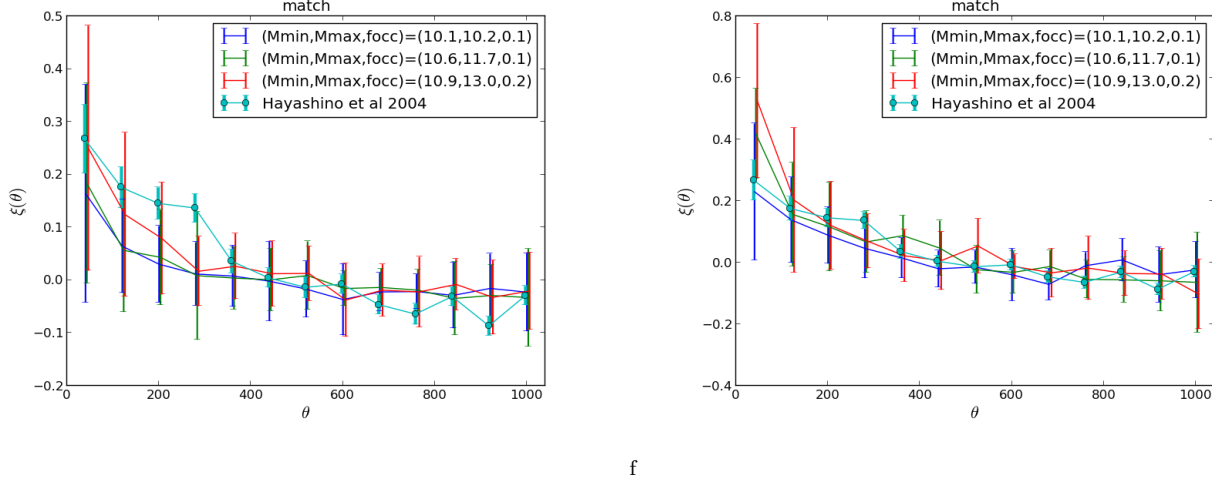 match
(Mmin,Mmax,focc)=(10.1,10.2,0.1)
(Mmin,Mmax,focc)=(10.6,11.7,0.1)
(Mmin,Mmax,focc)=(10.9,13.0,0.2)
Hayashino et al 2004
ξ(θ)
0.5
0.4
0.3
0.2
0.1
0.0
−0.1
−0.2
0 200 400 600 800 1000
θ
match
(Mmin,Mmax,focc)=(10.1,10.2,0.1)
(Mmin,Mmax,focc)=(10.6,11.7,0.1)
(Mmin,Mmax,focc)=(10.9,13.0,0.2)
Hayashino et al 2004
ξ(θ)
0.8
0.6
0.4
0.2
0.0
−0.2
−0.4
0 200 400 600 800 1000
θ
f